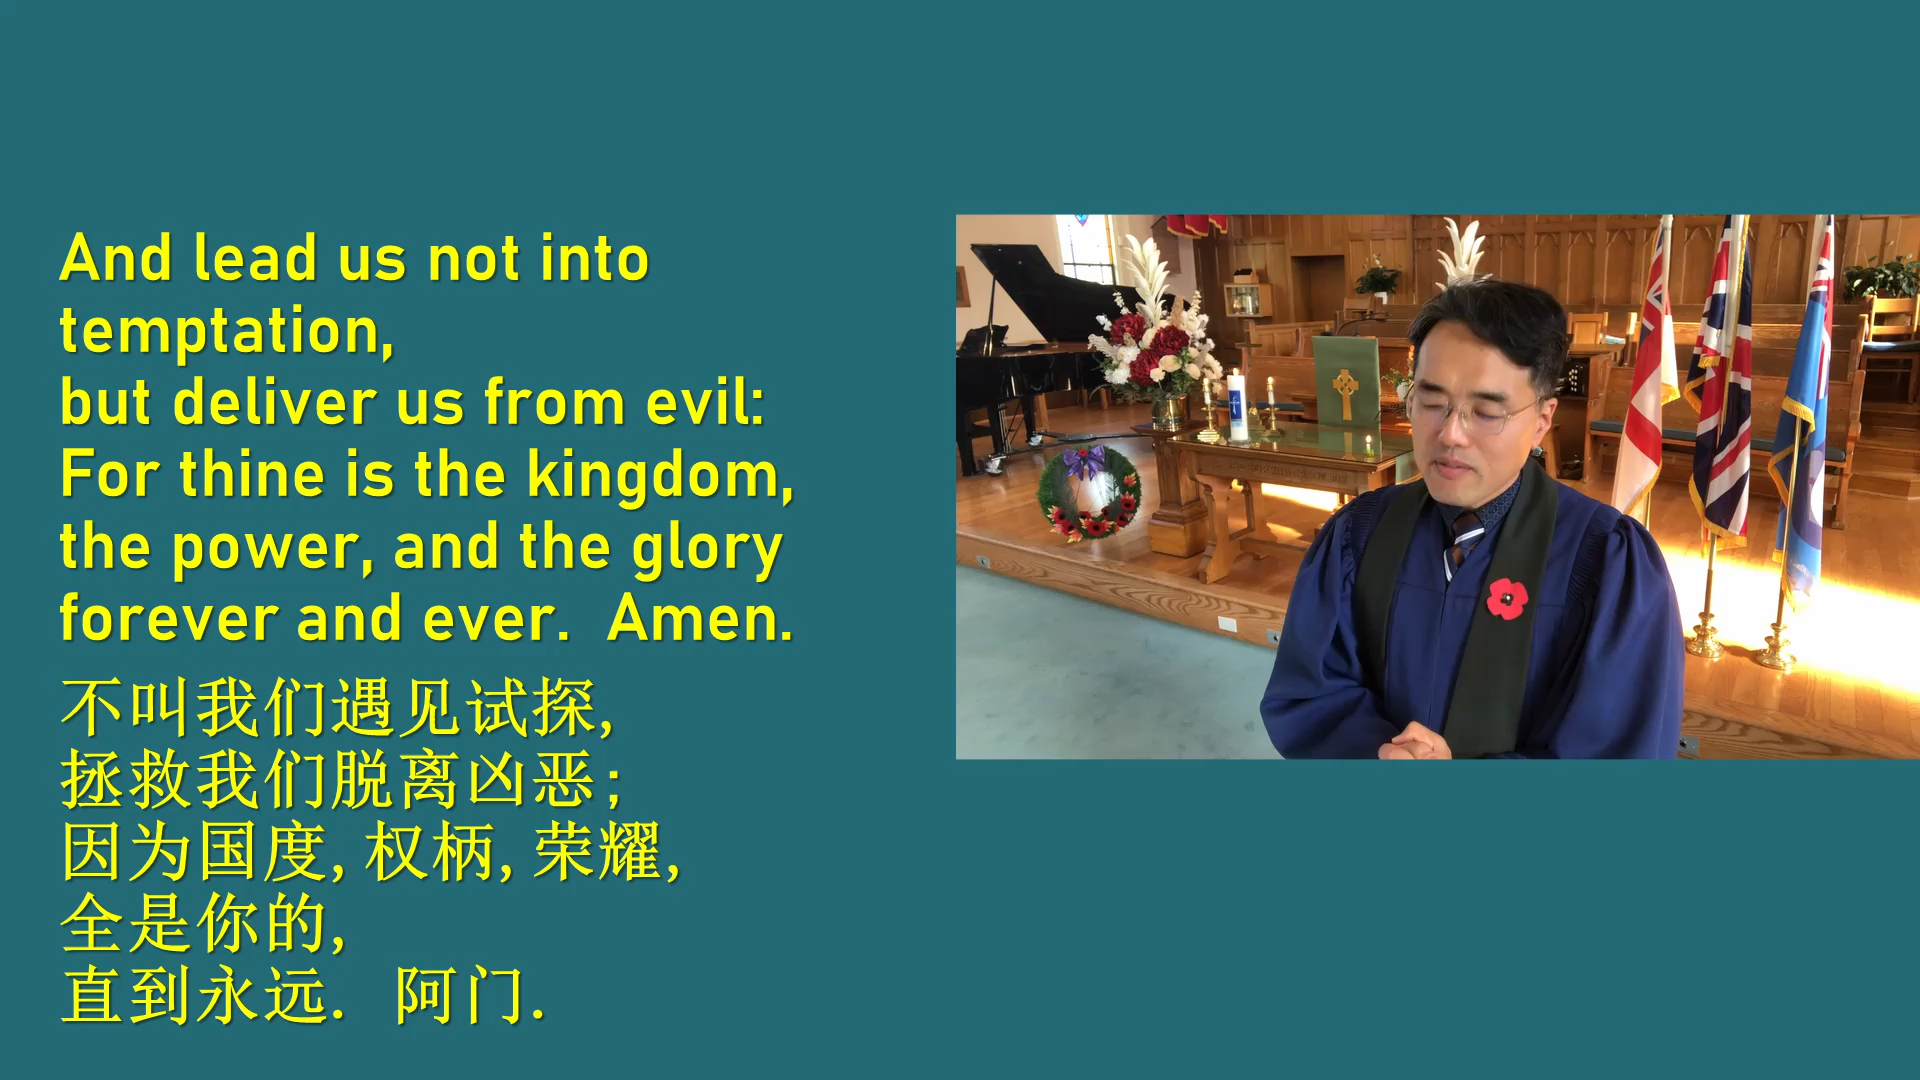 And lead us not into
temptation,
but deliver us from evil:
For thine is the kingdom,
the power, and the glory
forever and ever. Amen.
不叫我们遇见试探,
拯救我们脱离凶恶;
因为国度, 权柄, 荣耀,
全是你的,
直到永远. 阿门.